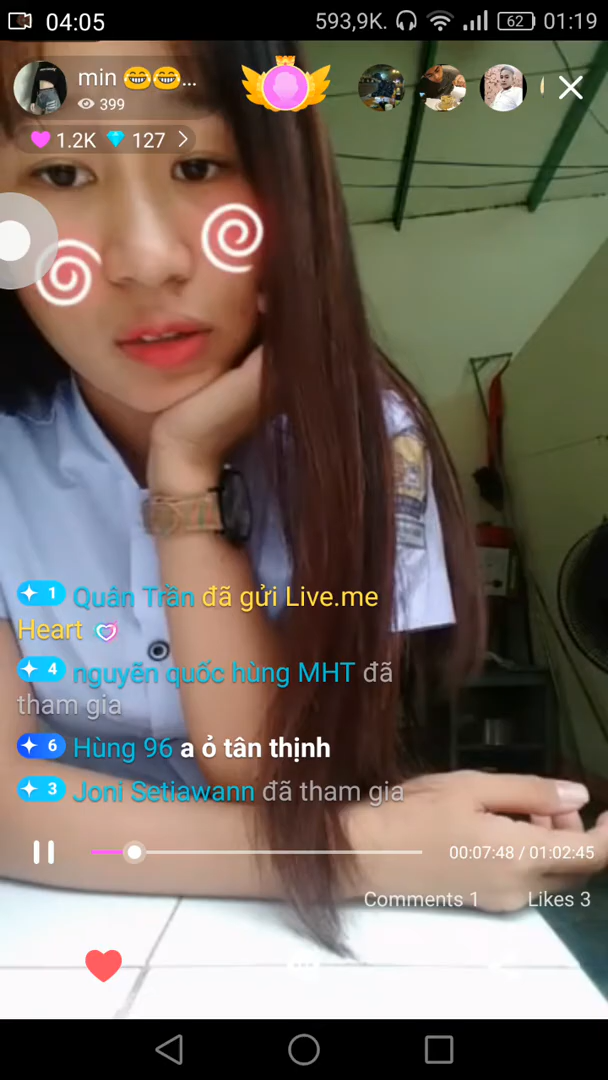 04:05 593,9K. 62 01:19
min 😂😂...
399
1.2K 127
1 Quân Trần đã gửi Live.me
Heart
4 nguyễn quốc hùng MHT đã
tham gia
6 Hùng 96 a ỏ tân thịnh
3 Joni Setiawann đã tham gia
00:07:48 / 01:02:45
Comments 1 Likes 3